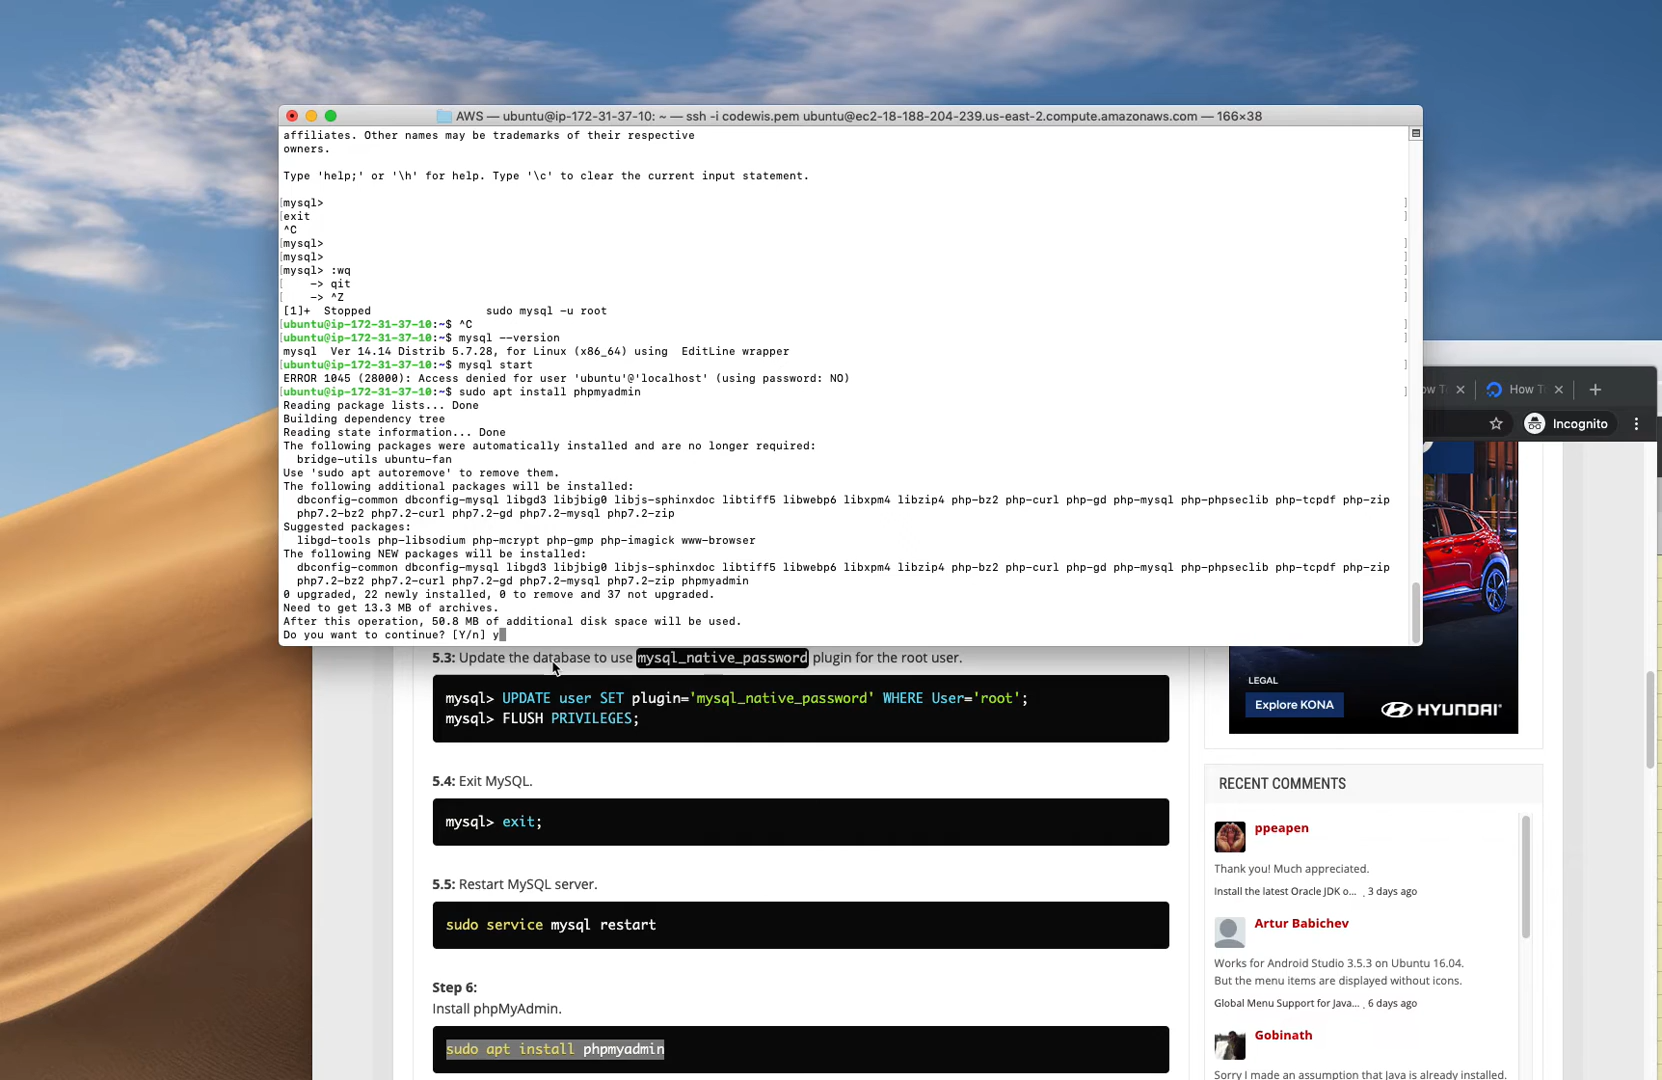 AWS — ubuntu@ip-172-31-37-10: ~ — ssh -i codewis.pem ubuntu@ec2-18-188-204-239.us-east-2.compute.amazonaws.com — 166×38
affiliates. Other names may be trademarks of their respective
owners.
Type 'help;' or '\h' for help. Type '\c' to clear the current input statement.
[mysql> ]
[exit ]
^C
[mysql> ]
[mysql> ]
[mysql> :wq ]
[    -> qit ]
[    -> ^Z ]
[1]+  Stopped                 sudo mysql -u root
[ubuntu@ip-172-31-37-10:~$ ^C ]
[ubuntu@ip-172-31-37-10:~$ mysql --version ]
mysql  Ver 14.14 Distrib 5.7.28, for Linux (x86_64) using  EditLine wrapper
[ubuntu@ip-172-31-37-10:~$ mysql start ]
ERROR 1045 (28000): Access denied for user 'ubuntu'@'localhost' (using password: NO)
[ubuntu@ip-172-31-37-10:~$ sudo apt install phpmyadmin ]
Reading package lists... Done
Building dependency tree
Reading state information... Done
The following packages were automatically installed and are no longer required:
bridge-utils ubuntu-fan
Use 'sudo apt autoremove' to remove them.
The following additional packages will be installed:
dbconfig-common dbconfig-mysql libgd3 libjbig0 libjs-sphinxdoc libtiff5 libwebp6 libxpm4 libzip4 php-bz2 php-curl php-gd php-mysql php-phpseclib php-tcpdf php-zip
php7.2-bz2 php7.2-curl php7.2-gd php7.2-mysql php7.2-zip
Suggested packages:
libgd-tools php-libsodium php-mcrypt php-gmp php-imagick www-browser
The following NEW packages will be installed:
dbconfig-common dbconfig-mysql libgd3 libjbig0 libjs-sphinxdoc libtiff5 libwebp6 libxpm4 libzip4 php-bz2 php-curl php-gd php-mysql php-phpseclib php-tcpdf php-zip
php7.2-bz2 php7.2-curl php7.2-gd php7.2-mysql php7.2-zip phpmyadmin
0 upgraded, 22 newly installed, 0 to remove and 37 not upgraded.
Need to get 13.3 MB of archives.
After this operation, 50.8 MB of additional disk space will be used.
Do you want to continue? [Y/n] y
How T
Incognito
5.3: Update the database to use mysql_native_password plugin for the root user.
mysql> UPDATE user SET plugin='mysql_native_password' WHERE User='root';
mysql> FLUSH PRIVILEGES;
5.4: Exit MySQL.
mysql> exit;
5.5: Restart MySQL server.
sudo service mysql restart
Step 6:
Install phpMyAdmin.
sudo apt install phpmyadmin
LEGAL
Explore KONA
HYUNDAI
RECENT COMMENTS
ppeapen
Thank you! Much appreciated.
Install the latest Oracle JDK o... , 3 days ago
Artur Babichev
Works for Android Studio 3.5.3 on Ubuntu 16.04.
But the menu items are displayed without icons.
Global Menu Support for Java... , 6 days ago
Gobinath
Sorry I made an assumption that Java is already installed.